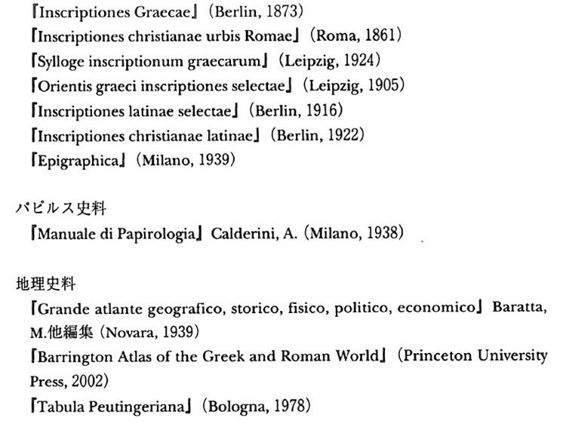 『Inscriptiones Graecae』(Berlin, 1873)
『Inscriptiones christianae urbis Romae』(Roma, 1861)
『Sylloge inscriptionum graecarum』(Leipzig, 1924)
『Orientis graeci inscriptiones selectae』(Leipzig, 1905)
『Inscriptiones latinae selectae』(Berlin, 1916)
『Inscriptiones christianae latinae』(Berlin, 1922)
『Epigraphica』(Milano, 1939)
パピルス史料
『Manuale di Papirologia』Calderini, A. (Milano, 1938)
地理史料
『Grande atlante geografico, storico, fisico, politico, economico』Baratta,
M.他編集 (Novara, 1939)
『Barrington Atlas of the Greek and Roman World』(Princeton University
Press, 2002)
『Tabula Peutingeriana』(Bologna, 1978)